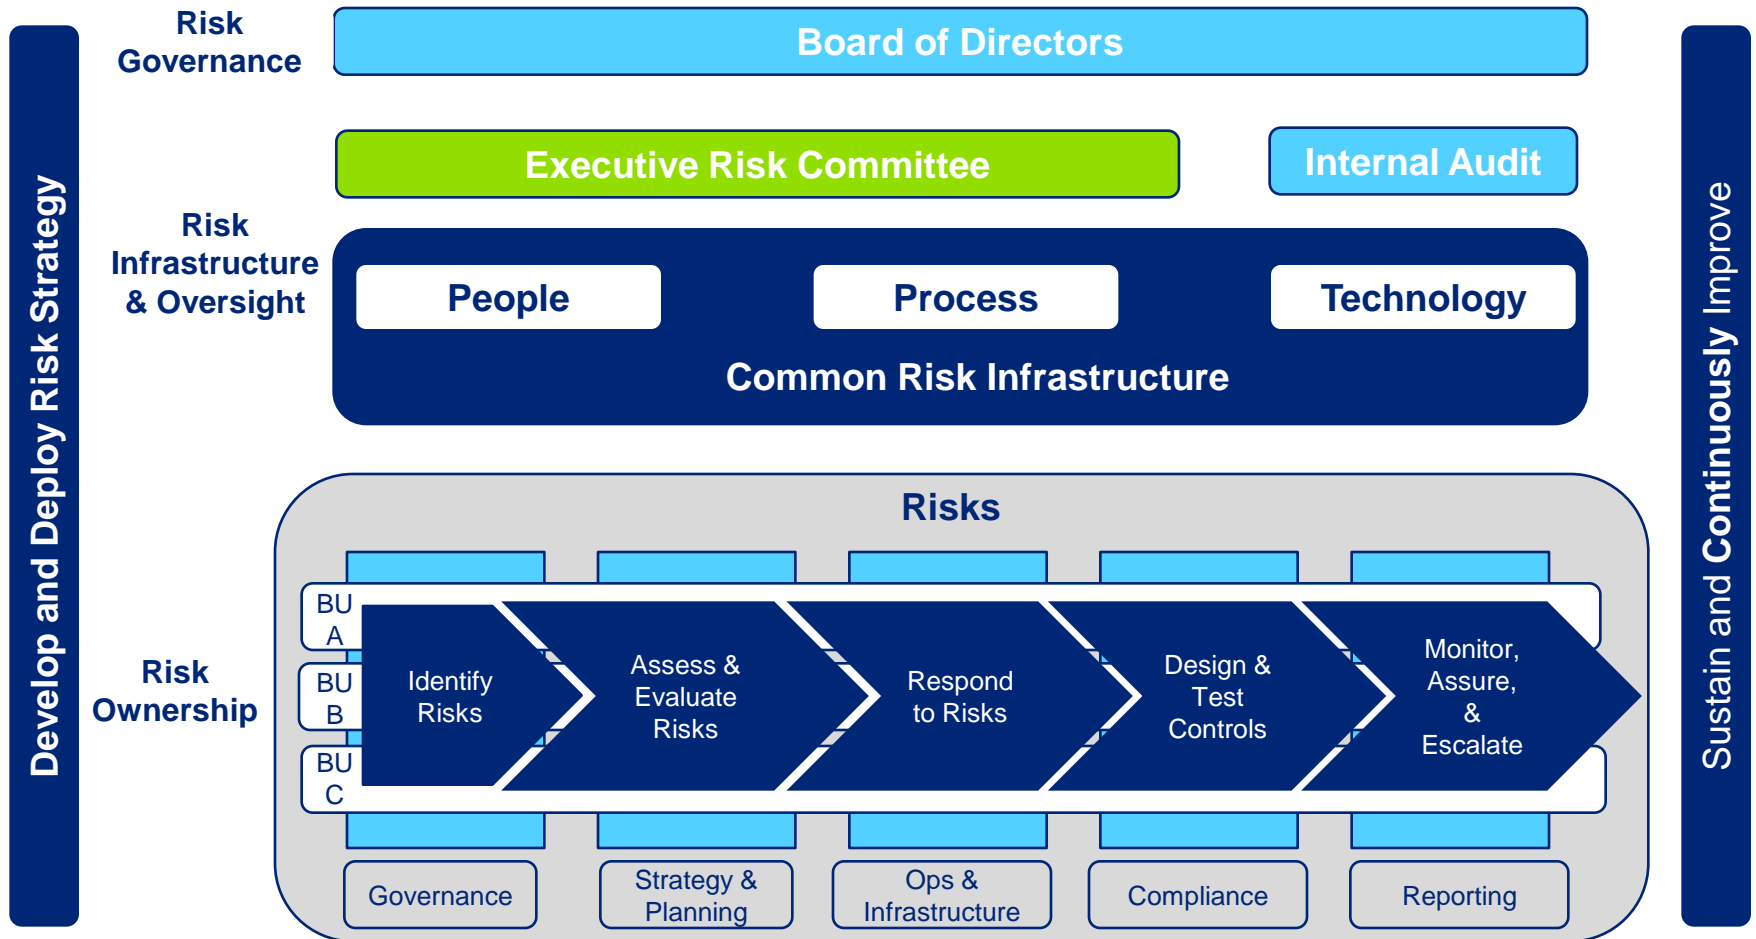 Develop and Deploy Risk Strategy
Risk
Governance
Board of Directors
Executive Risk Committee
Internal Audit
Risk
Infrastructure
& Oversight
People
Process
Technology
Common Risk Infrastructure
Risks
Risk
Ownership
BU
A
BU
B
BU
C
Identify
Risks
Assess &
Evaluate
Risks
Respond
to Risks
Design &
Test
Controls
Monitor,
Assure,
&
Escalate
Governance
Strategy &
Planning
Ops &
Infrastructure
Compliance
Reporting
Sustain and Continuously Improve